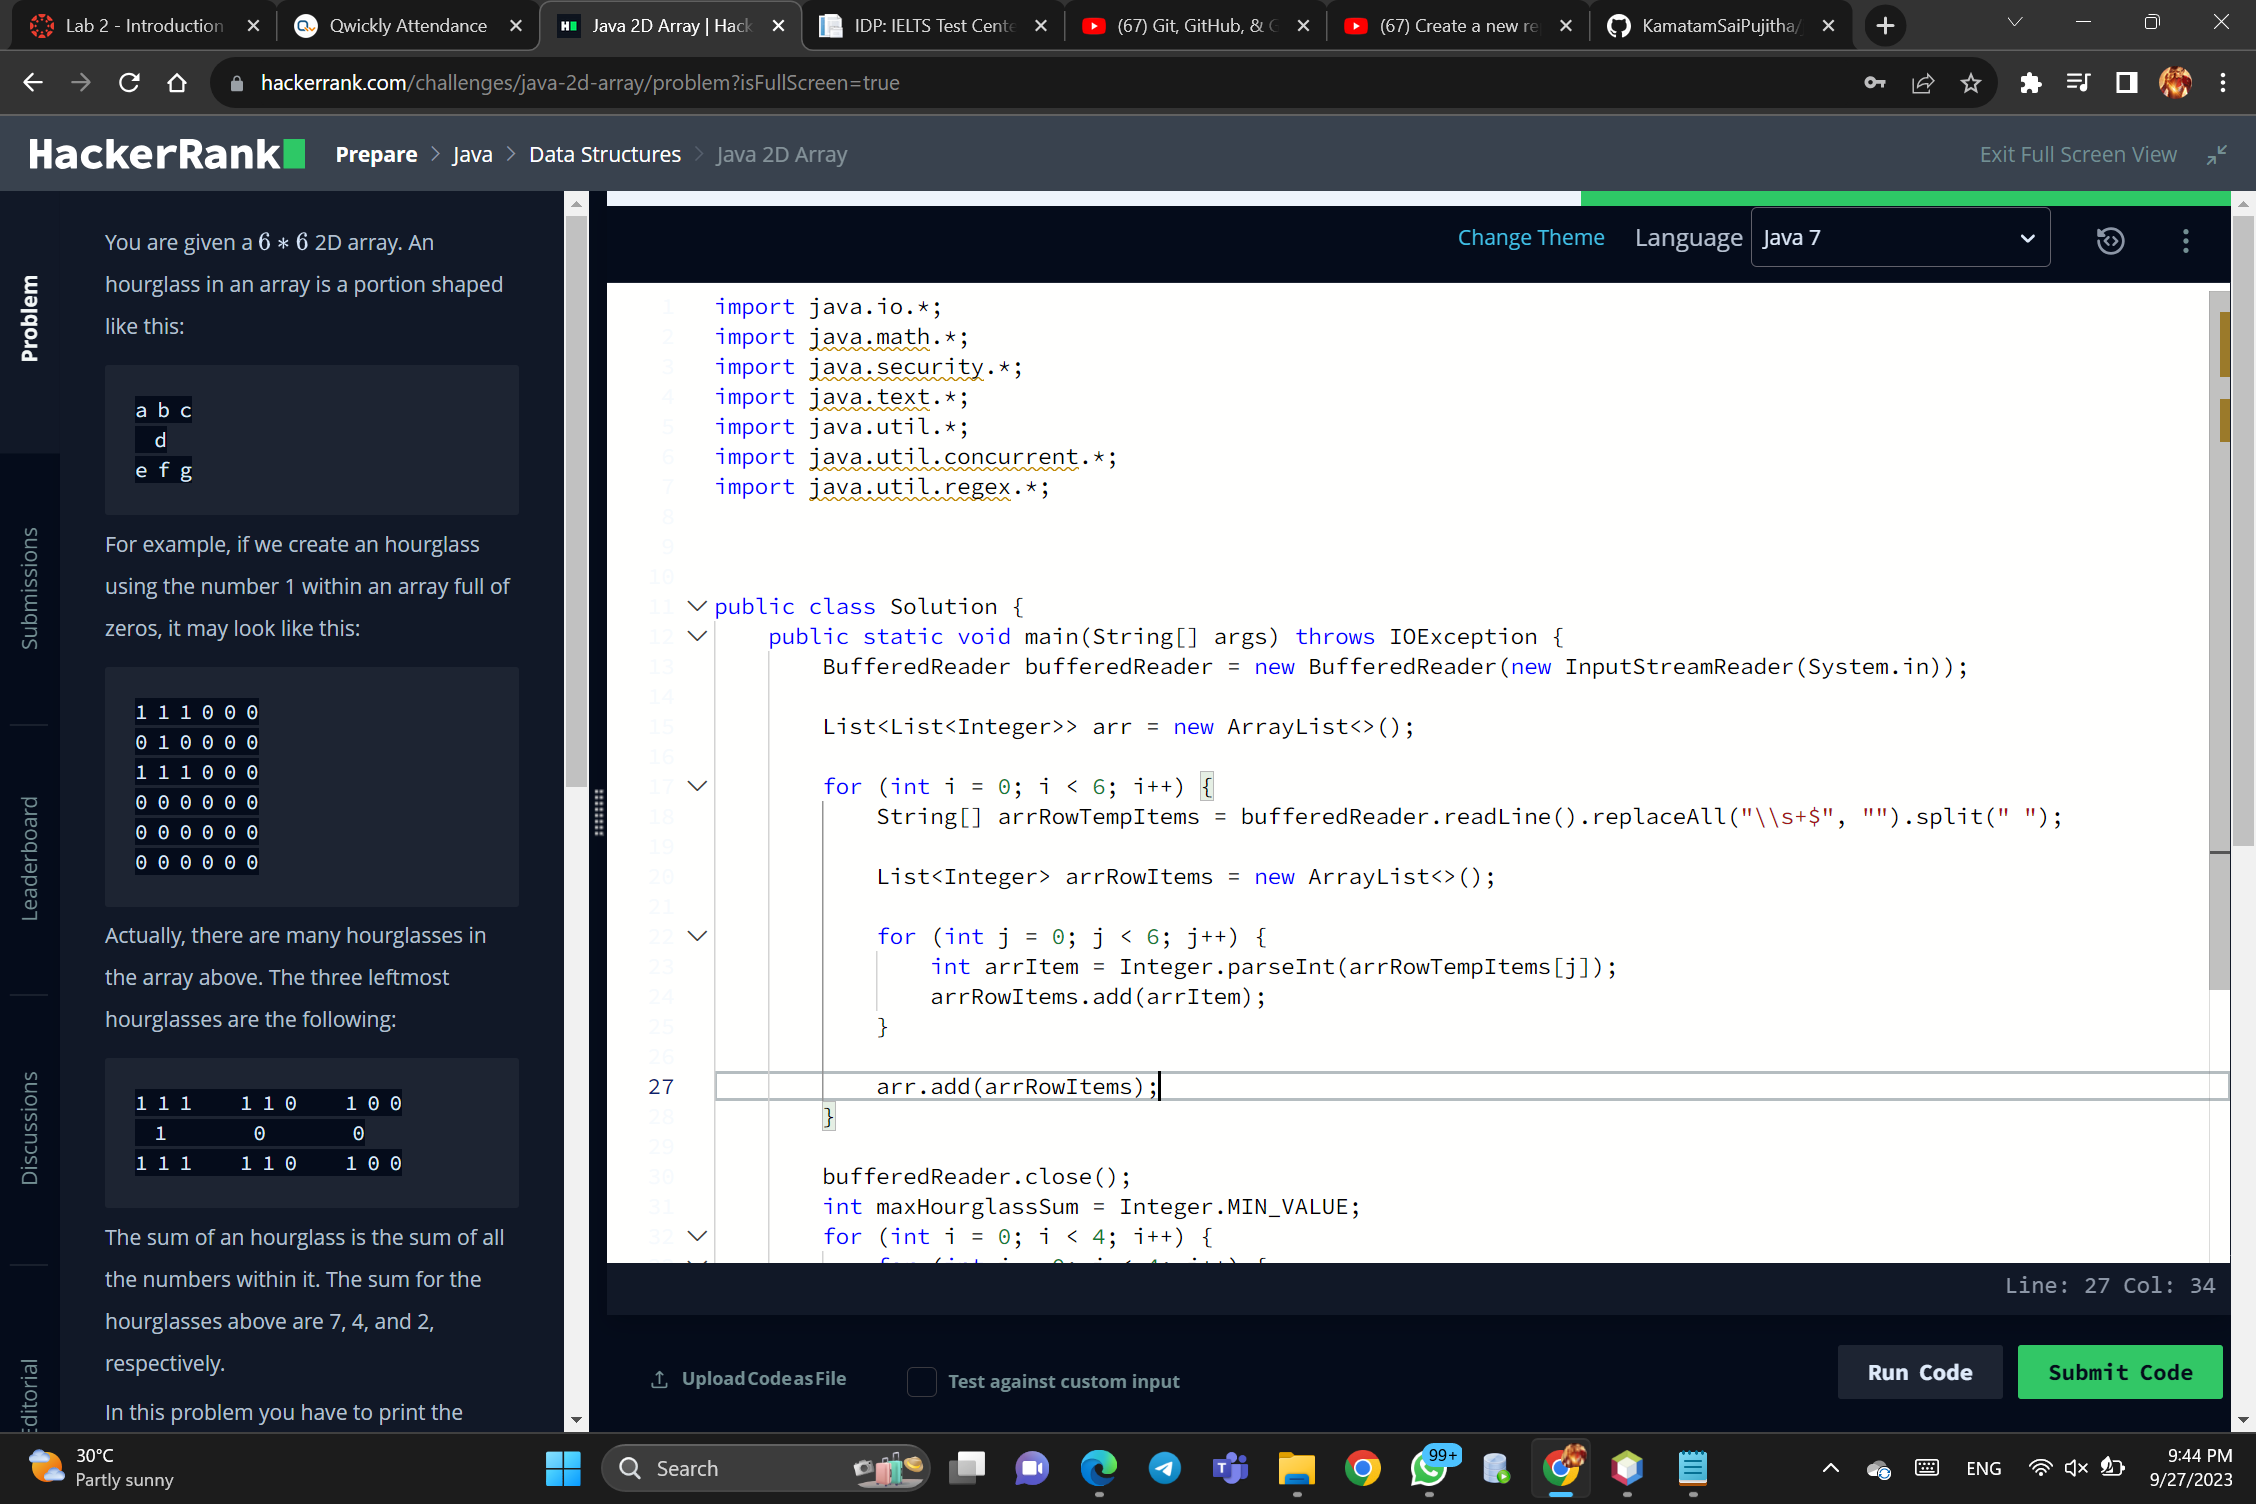 Lab 2 - Introduction
Qwickly Attendance
Java 2D Array | Hack
IDP: IELTS Test Cente
(67) Git, GitHub, & G
(67) Create a new re
KamatamSaiPujitha/
hackerrank.com/challenges/java-2d-array/problem?isFullScreen=true
HackerRank
Prepare > Java > Data Structures > Java 2D Array
Exit Full Screen View
Problem
Submissions
Leaderboard
Discussions
Editorial
You are given a 6 * 6 2D array. An
hourglass in an array is a portion shaped
like this:
a b c
d
e f g
For example, if we create an hourglass
using the number 1 within an array full of
zeros, it may look like this:
1 1 1 0 0 0
0 1 0 0 0 0
1 1 1 0 0 0
0 0 0 0 0 0
0 0 0 0 0 0
0 0 0 0 0 0
Actually, there are many hourglasses in
the array above. The three leftmost
hourglasses are the following:
1 1 1 1 1 0 1 0 0
1 0 0
1 1 1 1 1 0 1 0 0
The sum of an hourglass is the sum of all
the numbers within it. The sum for the
hourglasses above are 7, 4, and 2,
respectively.
In this problem you have to print the
Change Theme Language Java 7
1 import java.io.*;
2 import java.math.*;
3 import java.security.*;
4 import java.text.*;
5 import java.util.*;
6 import java.util.concurrent.*;
7 import java.util.regex.*;
8
9
10
11 public class Solution {
12 public static void main(String[] args) throws IOException {
13 BufferedReader bufferedReader = new BufferedReader(new InputStreamReader(System.in));
14
15 List<List<Integer>> arr = new ArrayList<>();
16
17 for (int i = 0; i < 6; i++) {
18 String[] arrRowTempItems = bufferedReader.readLine().replaceAll("\\s+$", "").split(" ");
19
20 List<Integer> arrRowItems = new ArrayList<>();
21
22 for (int j = 0; j < 6; j++) {
23 int arrItem = Integer.parseInt(arrRowTempItems[j]);
24 arrRowItems.add(arrItem);
25 }
26
27 arr.add(arrRowItems);
28 }
29
30 bufferedReader.close();
31 int maxHourglassSum = Integer.MIN_VALUE;
32 for (int i = 0; i < 4; i++) {
Line: 27 Col: 34
Upload Code as File
Test against custom input
Run Code
Submit Code
30°C
Partly sunny
Search
99+
ENG
9:44 PM
9/27/2023